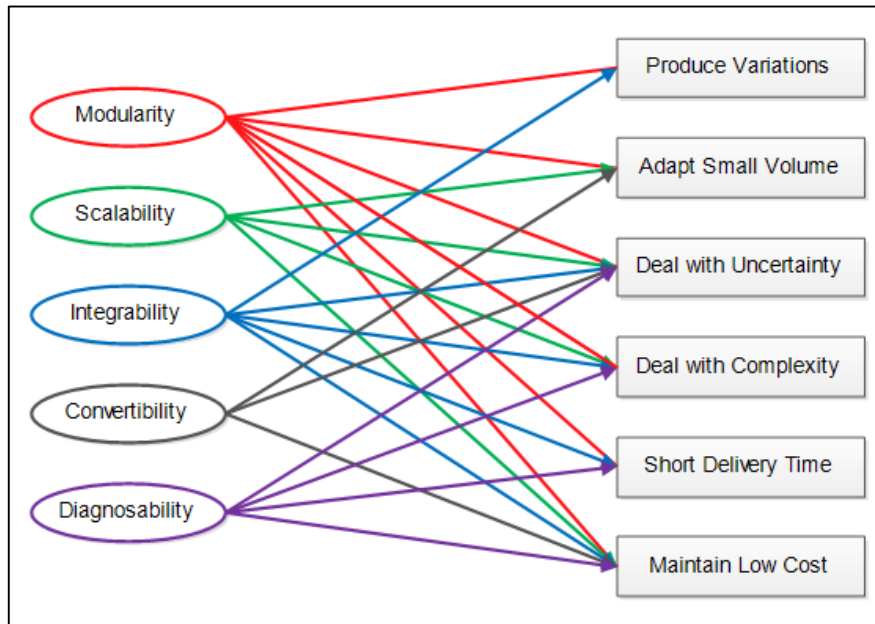 Modularity
Scalability
Integrability
Convertibility
Diagnosability
Produce Variations
Adapt Small Volume
Deal with Uncertainty
Deal with Complexity
Short Delivery Time
Maintain Low Cost